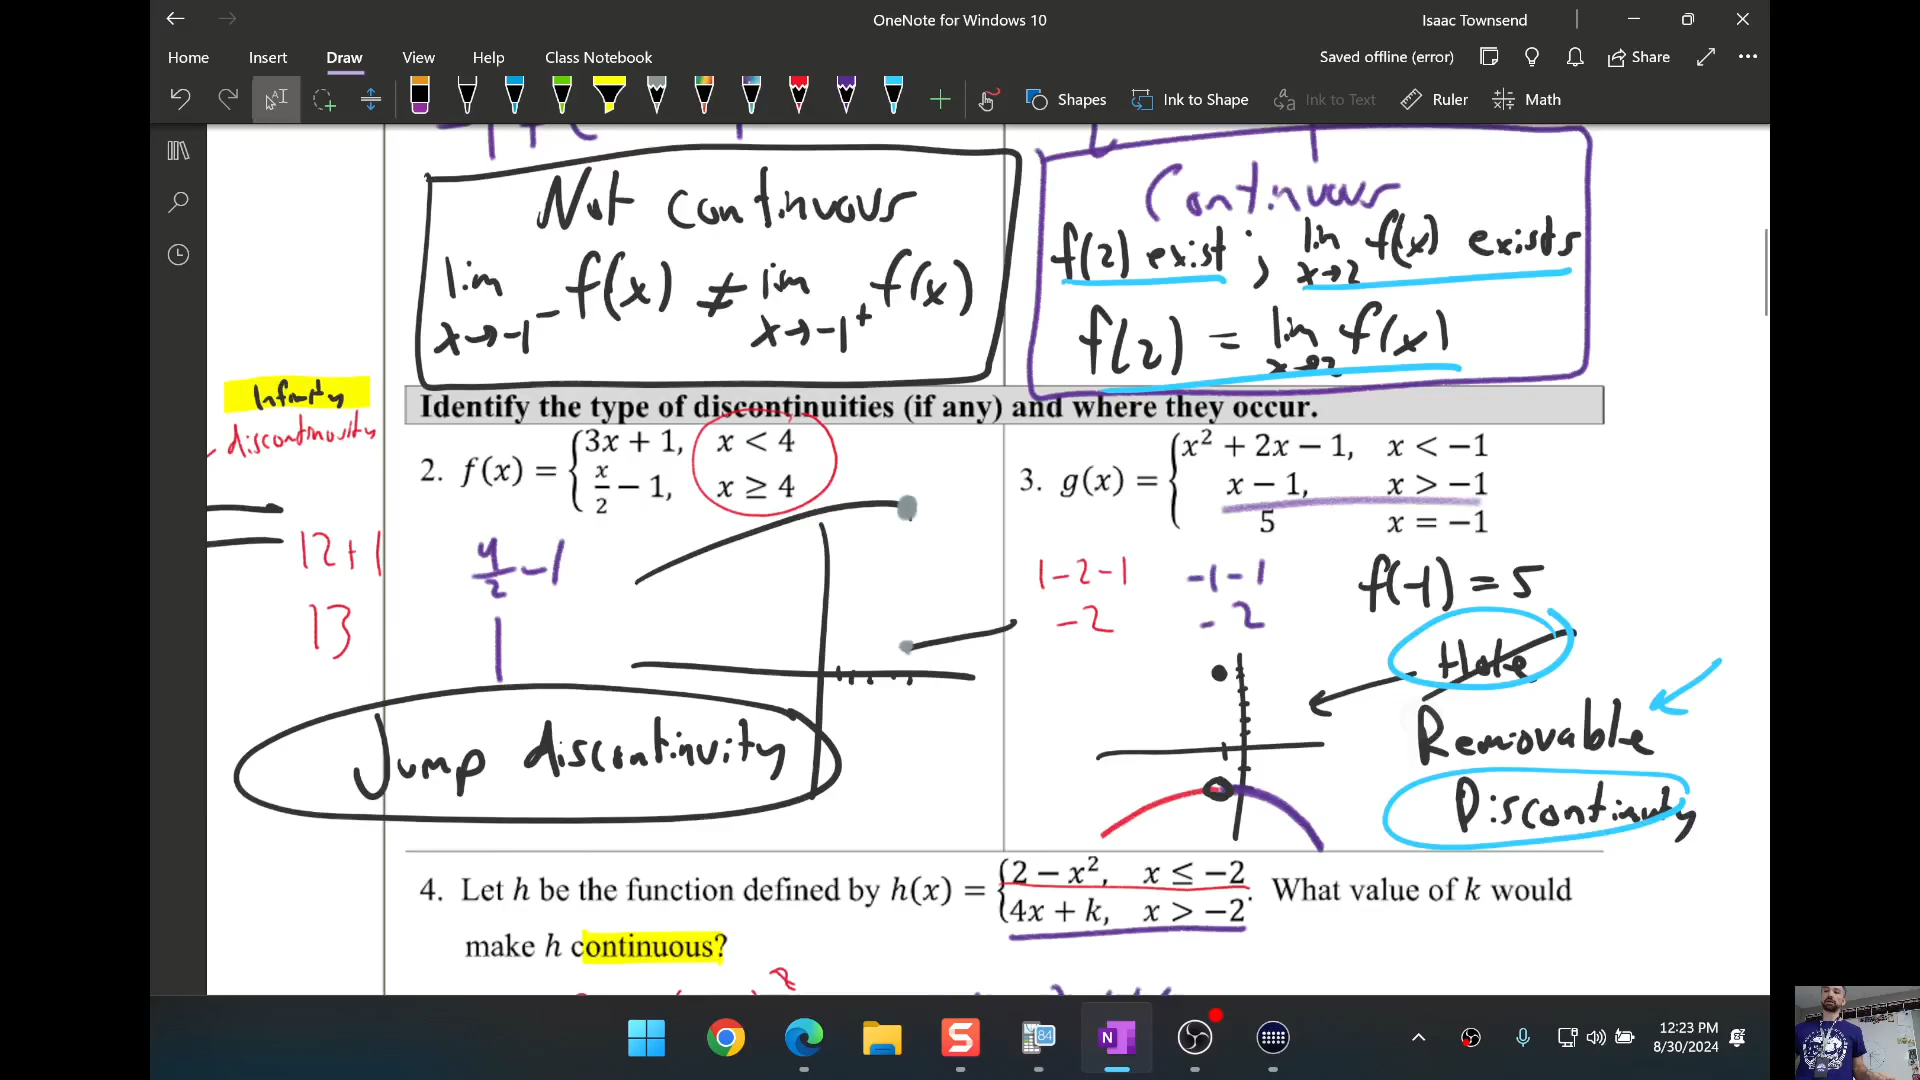 OneNote for Windows 10
Isaac Townsend
Home Insert Draw View Help Class Notebook
Saved offline (error)
Share
Shapes
Ink to Shape
Ink to Text
Ruler
Math
Not continuous
lim x→-1⁻ f(x) ≠ lim x→-1⁺ f(x)
Continuous
f(2) exist ; lim x→2 f(x) exists
f(2) = lim x→2 f(x)
Infinity
discontinuity
Identify the type of discontinuities (if any) and where they occur.
2. f(x) = { 3x + 1, x < 4
x/2 − 1, x ≥ 4
12+1
13
4/2 - 1
1
Jump discontinuity
3. g(x) = { x² + 2x − 1, x < −1
x − 1, x > −1
5 x = −1
1-2-1
-2
-1-1
-2
f(-1) = 5
Hole
Removable
Discontinuity
4. Let h be the function defined by h(x) = { 2 − x², x ≤ −2
4x + k, x > −2 . What value of k would
make h continuous?
84
12:23 PM
8/30/2024